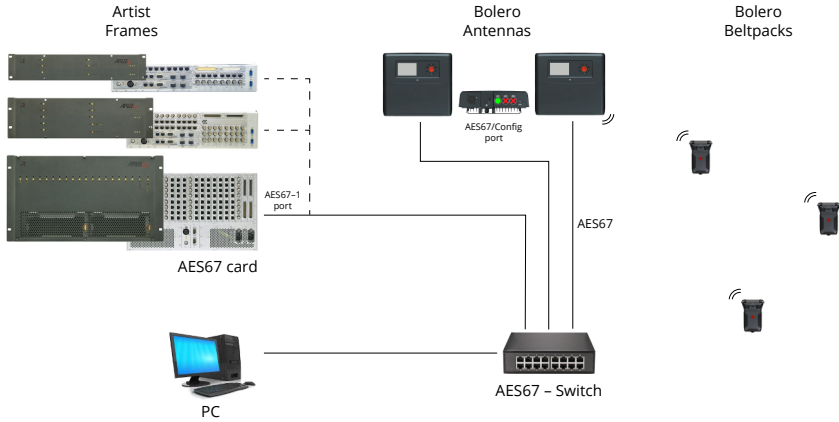 Artist
Frames
Bolero
Antennas
Bolero
Beltpacks
AES67/Config
port
AES67–1
port
AES67
AES67 card
AES67 – Switch
PC